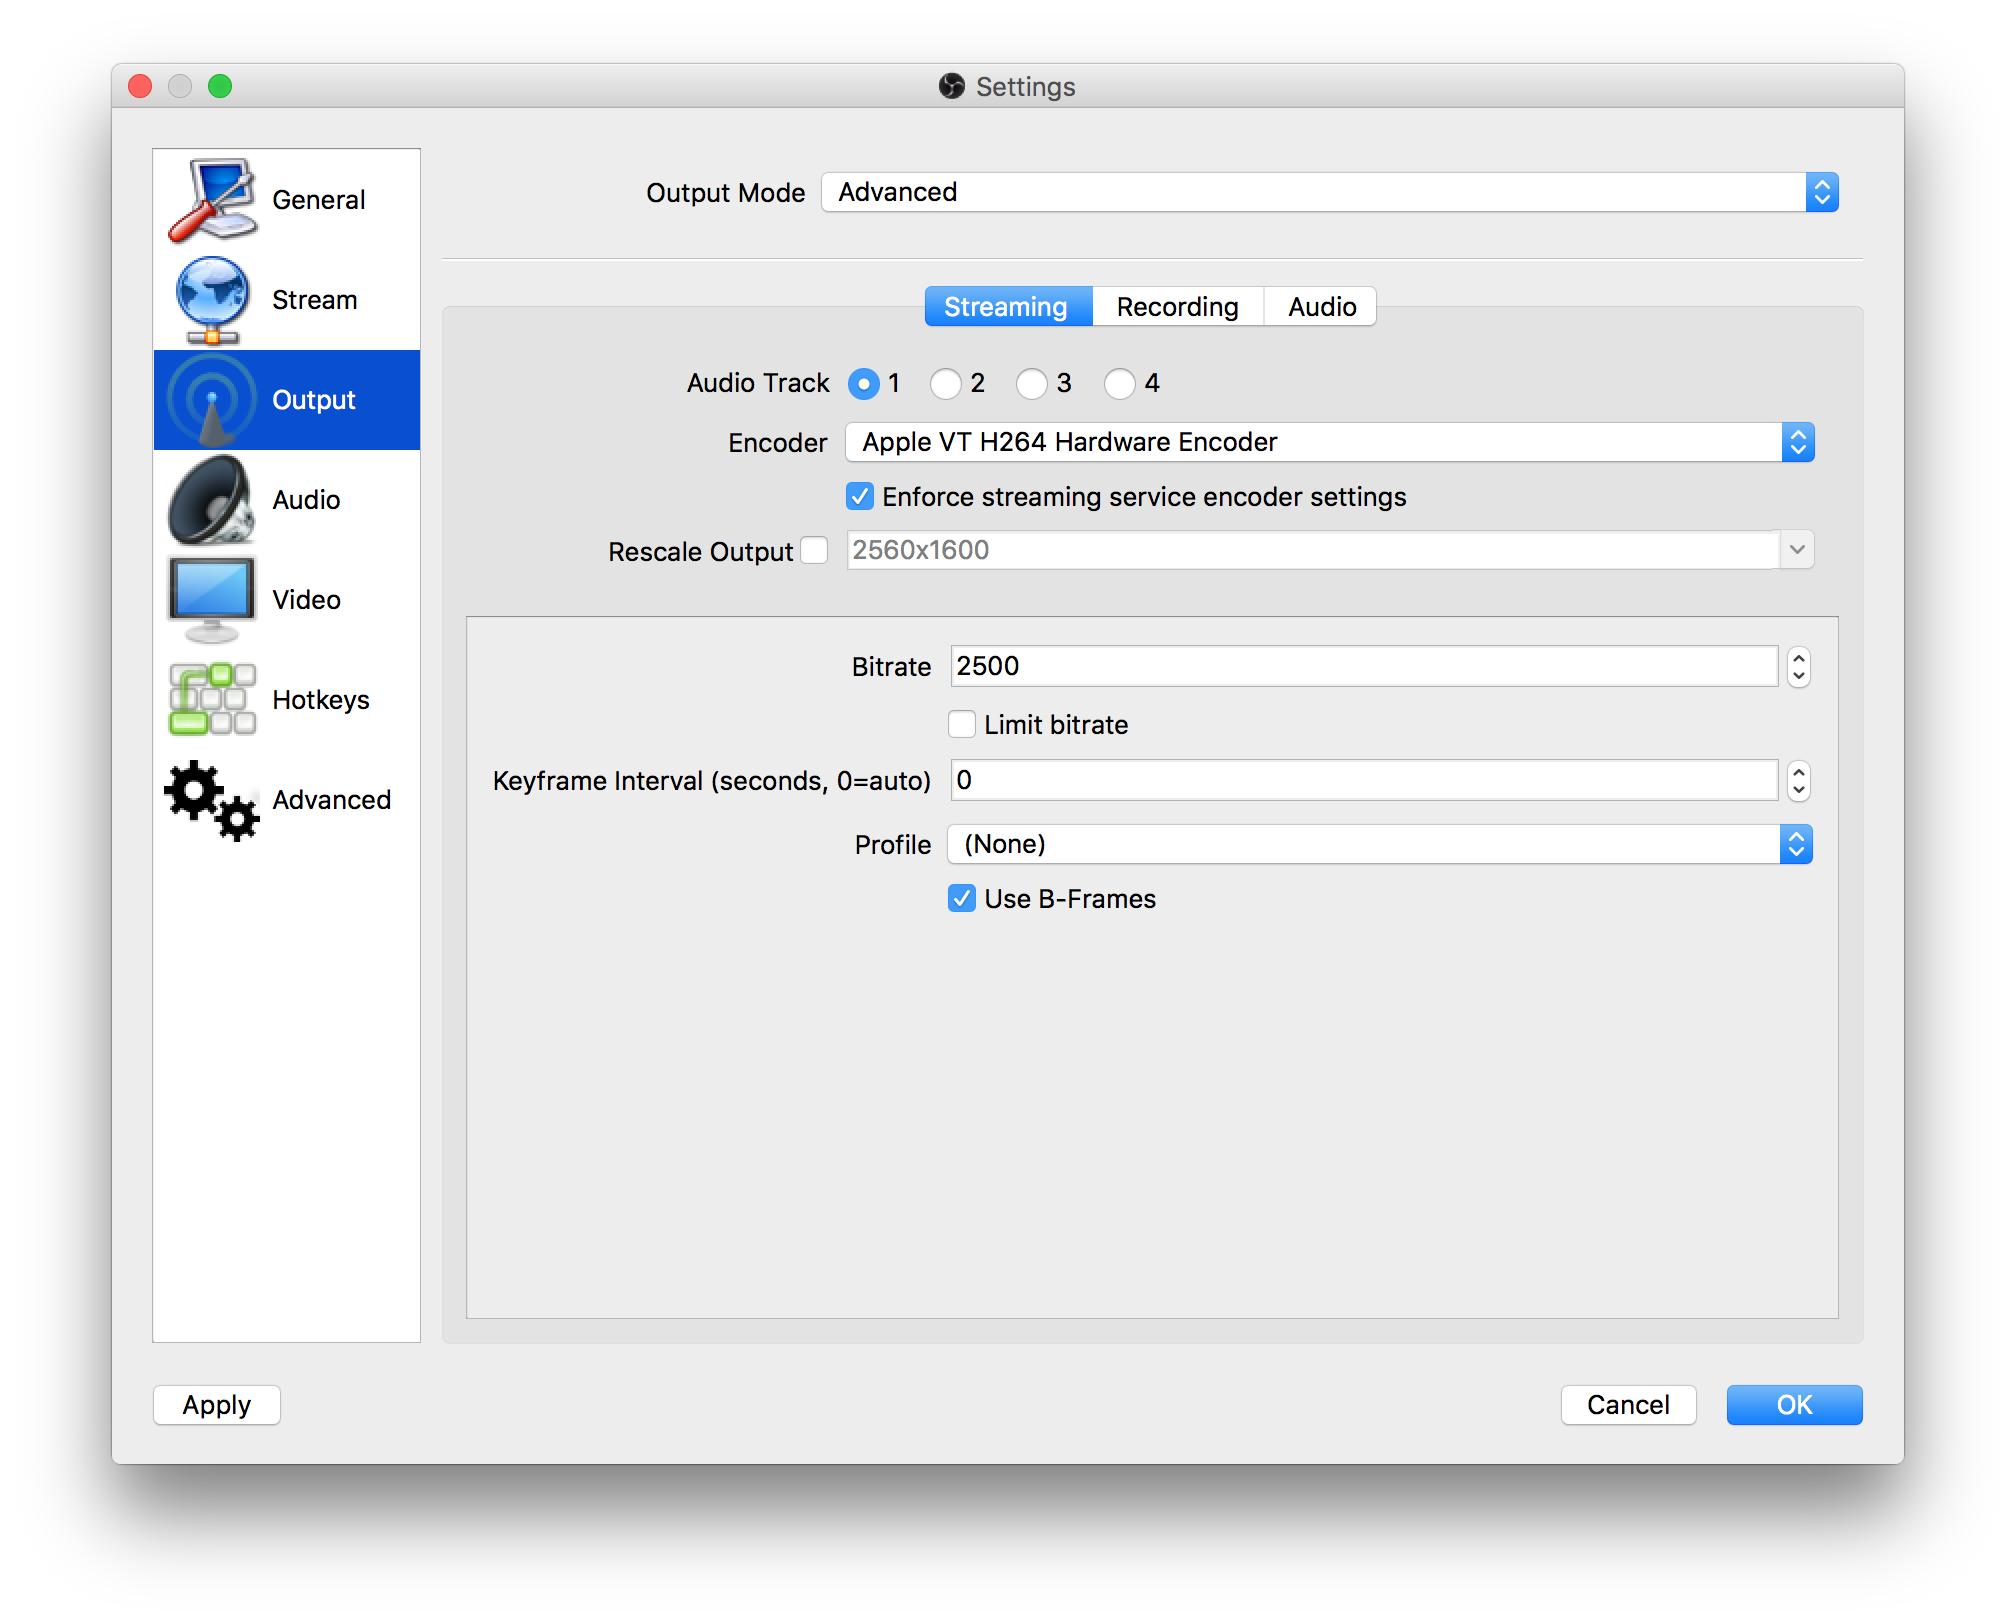 Settings
General
Stream
Output
Audio
Video
Hotkeys
Advanced
Output Mode Advanced
Streaming Recording Audio
Audio Track 1 2 3 4
Encoder Apple VT H264 Hardware Encoder
Enforce streaming service encoder settings
Rescale Output 2560x1600
Bitrate 2500
Limit bitrate
Keyframe Interval (seconds, 0=auto) 0
Profile (None)
Use B-Frames
Apply Cancel OK